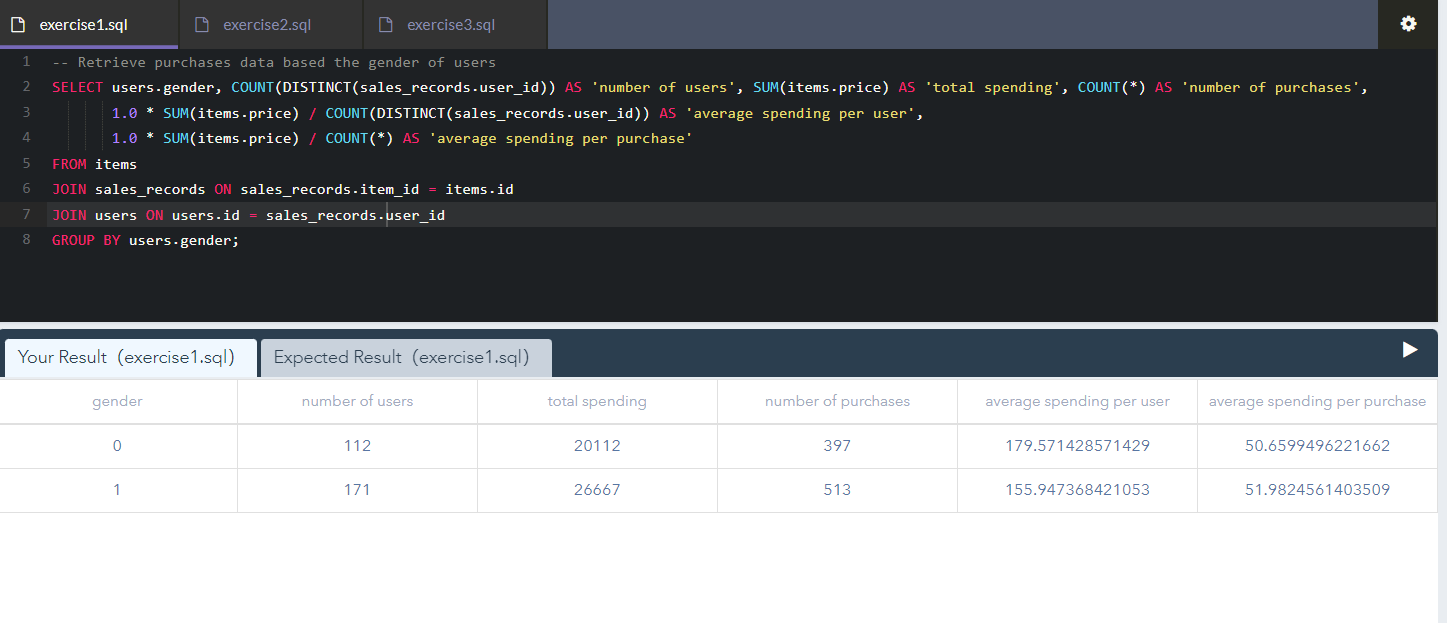 exercise1.sql exercise2.sql exercise3.sql
1 -- Retrieve purchases data based the gender of users
2 SELECT users.gender, COUNT(DISTINCT(sales_records.user_id)) AS 'number of users', SUM(items.price) AS 'total spending', COUNT(*) AS 'number of purchases',
3 1.0 * SUM(items.price) / COUNT(DISTINCT(sales_records.user_id)) AS 'average spending per user',
4 1.0 * SUM(items.price) / COUNT(*) AS 'average spending per purchase'
5 FROM items
6 JOIN sales_records ON sales_records.item_id = items.id
7 JOIN users ON users.id = sales_records.user_id
8 GROUP BY users.gender;
Your Result (exercise1.sql) Expected Result (exercise1.sql)
gender number of users total spending number of purchases average spending per user average spending per purchase
0 112 20112 397 179.571428571429 50.6599496221662
1 171 26667 513 155.947368421053 51.9824561403509